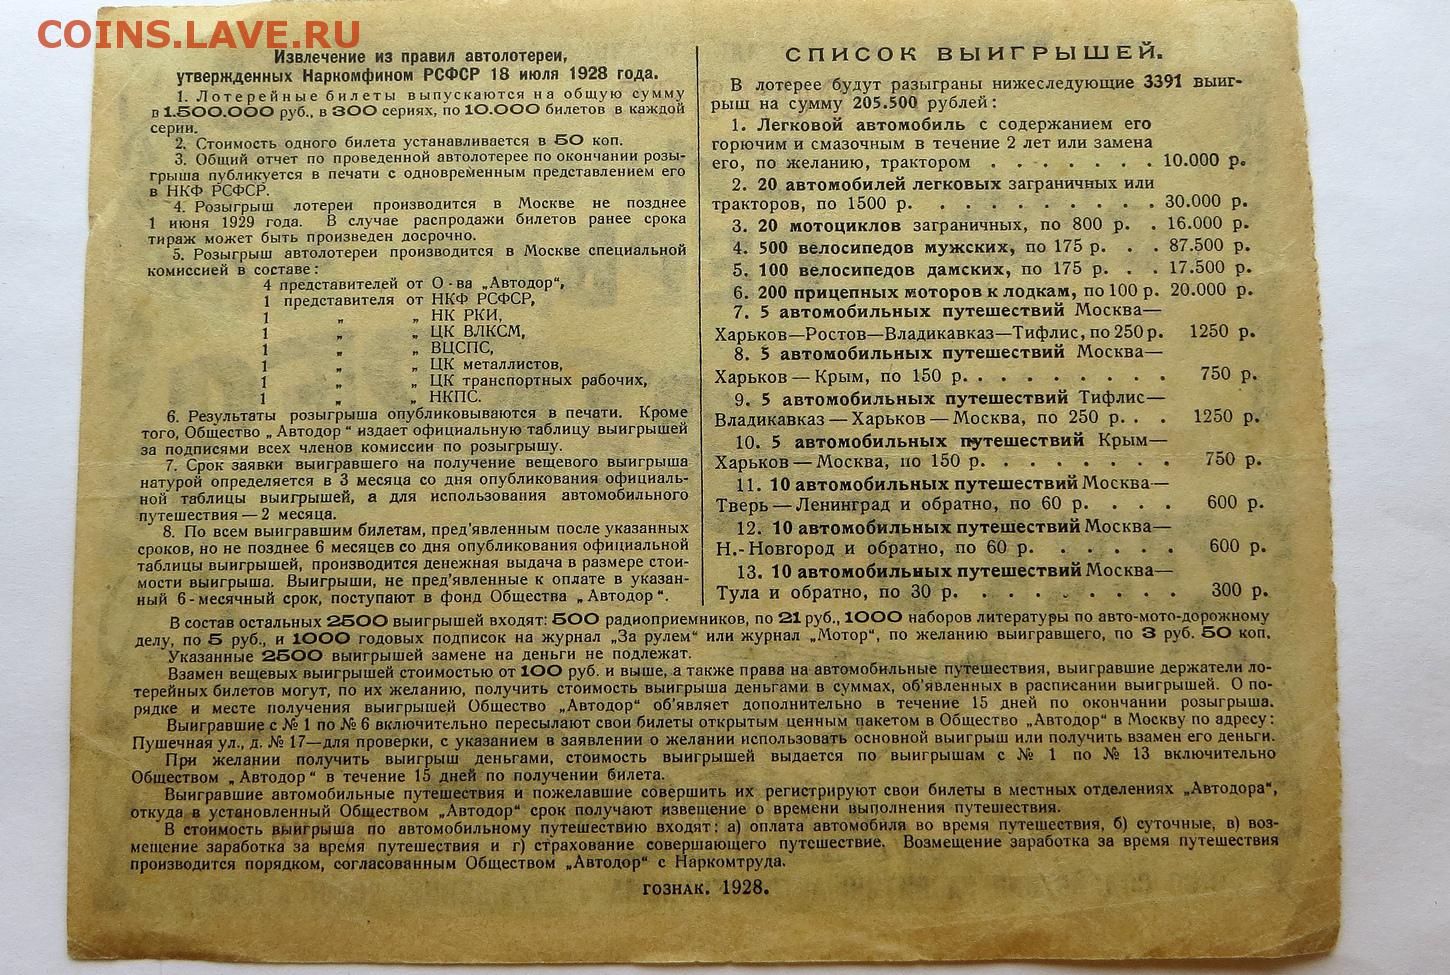 COINS.LAVE.RU
Извлечение из правил автолотереи,
утвержденных Наркомфином РСФСР 18 июля 1928 года.
1. Лотерейные билеты выпускаются на общую сумму
в 1.500.000 руб., в 300 сериях, по 10.000 билетов в каждой
серии.
2. Стоимость одного билета устанавливается в 50 коп.
3. Общий отчет по проведенной автолотерее по окончании розы-
грыша публикуется в печати с одновременным представлением его
в НКФ РСФСР.
4. Розыгрыш лотереи производится в Москве не позднее
1 июня 1929 года. В случае распродажи билетов ранее срока
тираж может быть произведен досрочно.
5. Розыгрыш автолотереи производится в Москве специальной
комиссией в составе:
4 представителей от О-ва „Автодор“,
1 представителя от НКФ РСФСР,
1 „ „ НК РКИ,
1 „ „ ЦК ВЛКСМ,
1 „ „ ВЦСПС,
1 „ „ ЦК металлистов,
1 „ „ ЦК транспортных рабочих,
1 „ „ НКПС.
6. Результаты розыгрыша опубликовываются в печати. Кроме
того, Общество „Автодор“ издает официальную таблицу выигрышей
за подписями всех членов комиссии по розыгрышу.
7. Срок заявки выигравшего на получение вещевого выигрыша
натурой определяется в 3 месяца со дня опубликования официаль-
ной таблицы выигрышей, а для использования автомобильного
путешествия — 2 месяца.
8. По всем выигравшим билетам, пред'явленным после указанных
сроков, но не позднее 6 месяцев со дня опубликования официальной
таблицы выигрышей, производится денежная выдача в размере стои-
мости выигрыша. Выигрыши, не пред'явленные к оплате в указан-
ный 6-месячный срок, поступают в фонд Общества „Автодор“.
СПИСОК ВЫИГРЫШЕЙ.
В лотерее будут разыграны нижеследующие 3391 выиг-
рыш на сумму 205.500 рублей:
1. Легковой автомобиль с содержанием его
горючим и смазочным в течение 2 лет или замена
его, по желанию, трактором . . . . . . . 10.000 р.
2. 20 автомобилей легковых заграничных или
тракторов, по 1500 р. . . . . . . . . . 30.000 р.
3. 20 мотоциклов заграничных, по 800 р. . 16.000 р.
4. 500 велосипедов мужских, по 175 р. . . 87.500 р.
5. 100 велосипедов дамских, по 175 р. . . 17.500 р.
6. 200 прицепных моторов к лодкам, по 100 р. 20.000 р.
7. 5 автомобильных путешествий Москва—
Харьков—Ростов—Владикавказ—Тифлис, по 250 р. 1250 р.
8. 5 автомобильных путешествий Москва—
Харьков — Крым, по 150 р. . . . . . . . . 750 р.
9. 5 автомобильных путешествий Тифлис—
Владикавказ — Харьков — Москва, по 250 р. . . 1250 р.
10. 5 автомобильных путешествий Крым—
Харьков — Москва, по 150 р. . . . . . . . 750 р.
11. 10 автомобильных путешествий Москва—
Тверь — Ленинград и обратно, по 60 р. . . . 600 р.
12. 10 автомобильных путешествий Москва—
Н.-Новгород и обратно, по 60 р. . . . . . 600 р.
13. 10 автомобильных путешествий Москва—
Тула и обратно, по 30 р. . . . . . . . . 300 р.
В состав остальных 2500 выигрышей входят: 500 радиоприемников, по 21 руб., 1000 наборов литературы по авто-мото-дорожному
делу, по 5 руб., и 1000 годовых подписок на журнал „За рулем“ или журнал „Мотор“, по желанию выигравшего, по 3 руб. 50 коп.
Указанные 2500 выигрышей замене на деньги не подлежат.
Взамен вещевых выигрышей стоимостью от 100 руб. и выше, а также права на автомобильные путешествия, выигравшие держатели ло-
терейных билетов могут, по их желанию, получить стоимость выигрыша деньгами в суммах, об'явленных в расписании выигрышей. О по-
рядке и месте получения выигрышей Общество „Автодор“ об'являет дополнительно в течение 15 дней по окончании розыгрыша.
Выигравшие с № 1 по № 6 включительно пересылают свои билеты открытым ценным пакетом в Общество „Автодор“ в Москву по адресу:
Пушечная ул., д. № 17—для проверки, с указанием в заявлении о желании использовать основной выигрыш или получить взамен его деньги.
При желании получить выигрыш деньгами, стоимость выигрышей выдается по выигрышам с № 1 по № 13 включительно
Обществом „Автодор“ в течение 15 дней по получении билета.
Выигравшие автомобильные путешествия и пожелавшие совершить их регистрируют свои билеты в местных отделениях „Автодора“,
откуда в установленный Обществом „Автодор“ срок получают извещение о времени выполнения путешествия.
В стоимость выигрыша по автомобильному путешествию входят: а) оплата автомобиля во время путешествия, б) суточные, в) воз-
мещение заработка за время путешествия и г) страхование совершающего путешествие. Возмещение заработка за время путешествия
производится порядком, согласованным Обществом „Автодор“ с Наркомтруда.
ГОЗНАК. 1928.